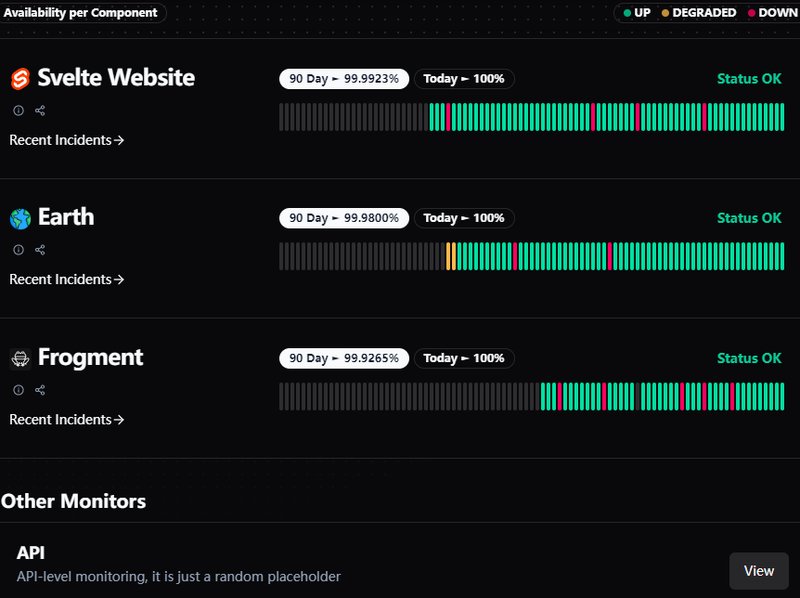 Availability per Component
UP DEGRADED DOWN
Svelte Website
90 Day ► 99.9923% Today ► 100% Status OK
Recent Incidents→
Earth
90 Day ► 99.9800% Today ► 100% Status OK
Recent Incidents→
Frogment
90 Day ► 99.9265% Today ► 100% Status OK
Recent Incidents→
Other Monitors
API
API-level monitoring, it is just a random placeholder
View